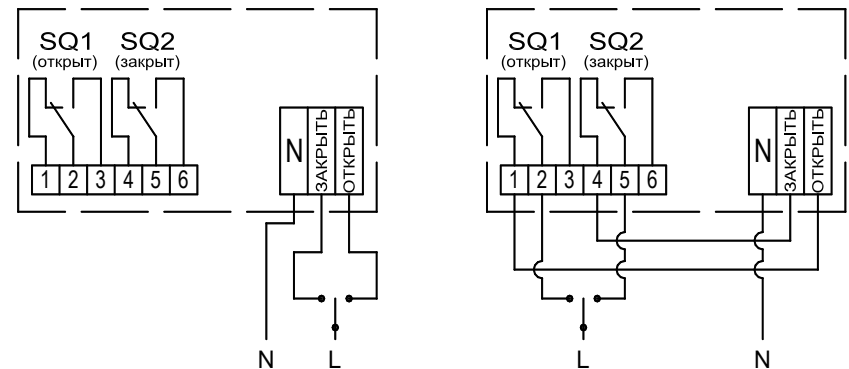 SQ1 SQ2
(открыт) (закрыт)
N ЗАКРЫТЬ ОТКРЫТЬ
1 2 3 4 5 6
N L
SQ1 SQ2
(открыт) (закрыт)
N ЗАКРЫТЬ ОТКРЫТЬ
1 2 3 4 5 6
L N